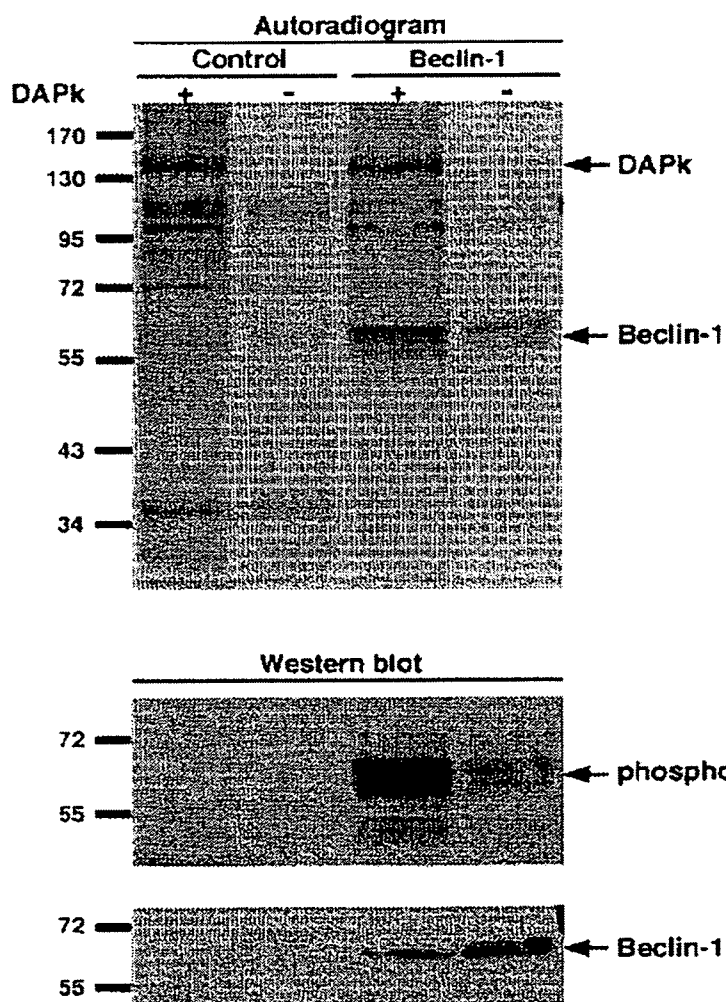 Autoradiogram
Control Beclin-1
DAPk + - + -
170
130
95
72
55
43
34
DAPk
Beclin-1
Western blot
72
55
phospho
72
55
Beclin-1